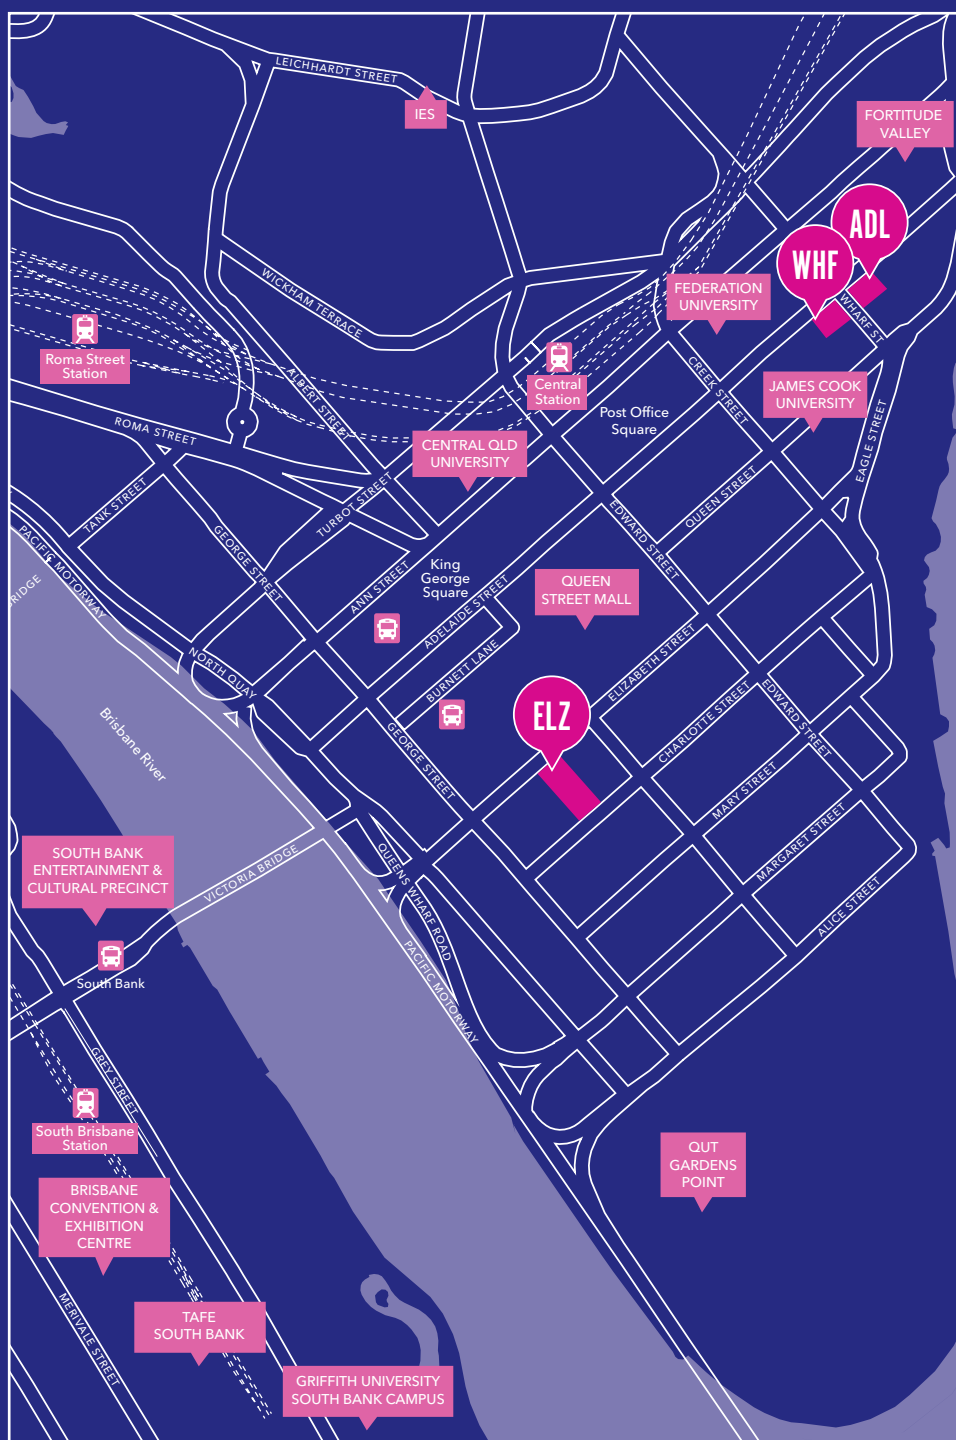 LEICHHARDT STREET
IES
FORTITUDE
VALLEY
ADL
WHF
WHARF ST
WICKHAM TERRACE
FEDERATION
UNIVERSITY
Roma Street
Station
Central
Station
ALBERT STREET
CREEK STREET
JAMES COOK
UNIVERSITY
Post Office
Square
ROMA STREET
CENTRAL QLD
UNIVERSITY
EAGLE STREET
TANK STREET
TURBOT STREET
QUEEN STREET
PACIFIC MOTORWAY
GEORGE STREET
EDWARD STREET
RIDGE
ANN STREET
King
George
Square
ADELAIDE STREET
QUEEN
STREET MALL
NORTH QUAY
BURNETT LANE
ELIZABETH STREET
Brisbane River
GEORGE STREET
ELZ
CHARLOTTE STREET
EDWARD STREET
MARY STREET
MARGARET STREET
SOUTH BANK
ENTERTAINMENT &
CULTURAL PRECINCT
VICTORIA BRIDGE
QUEENS WHARF ROAD
ALICE STREET
South Bank
PACIFIC MOTORWAY
GREY STREET
South Brisbane
Station
QUT
GARDENS
POINT
BRISBANE
CONVENTION &
EXHIBITION
CENTRE
MERIVALE STREET
TAFE
SOUTH BANK
GRIFFITH UNIVERSITY
SOUTH BANK CAMPUS